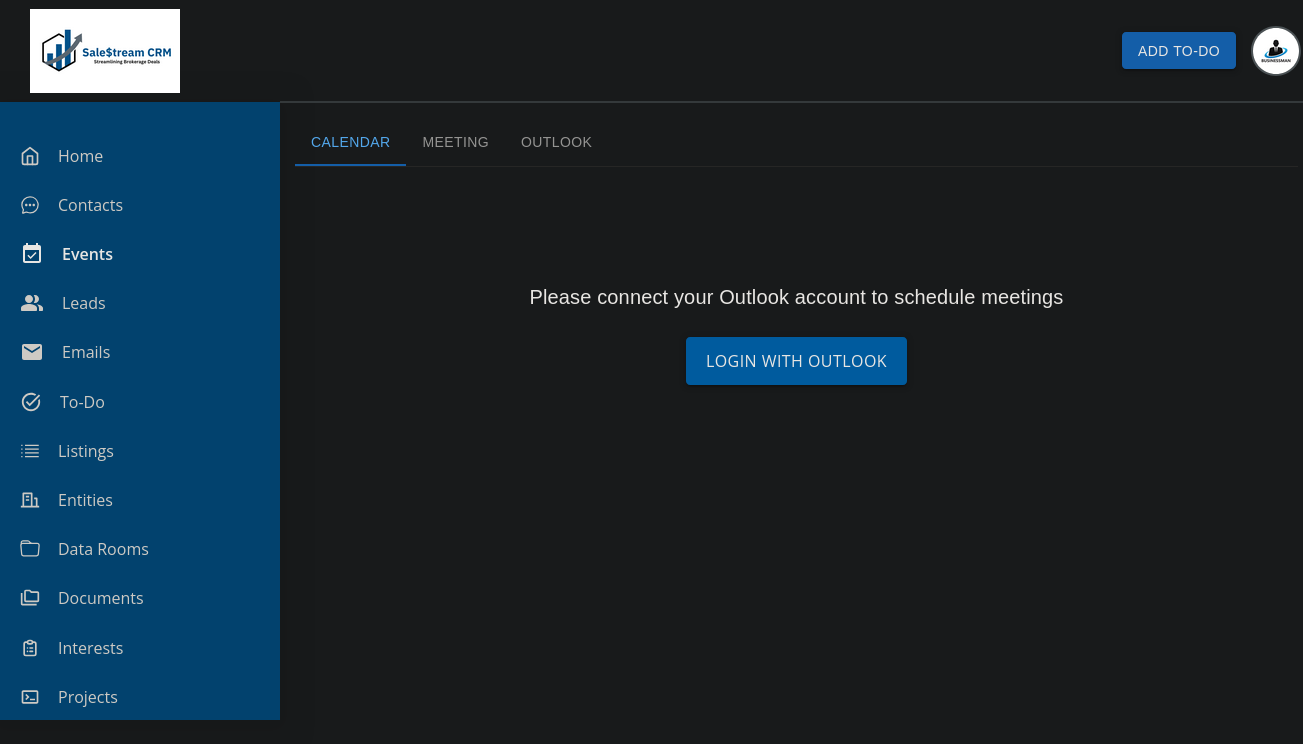 Sale$tream CRM
Streamlining Brokerage Deals
ADD TO-DO
BUSINESSMAN
Home
Contacts
Events
Leads
Emails
To-Do
Listings
Entities
Data Rooms
Documents
Interests
Projects
CALENDAR MEETING OUTLOOK
Please connect your Outlook account to schedule meetings
LOGIN WITH OUTLOOK